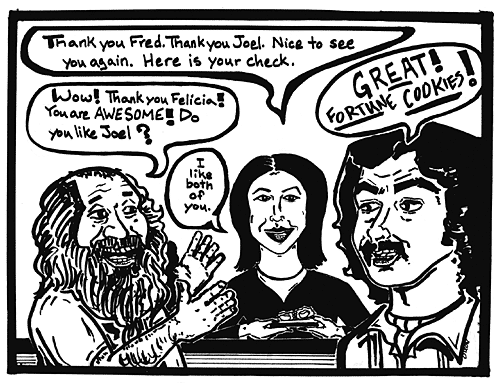 Thank you Fred. Thank you Joel. Nice to see
you again. Here is your check.
GREAT!
FORTUNE COOKIES!
Wow! Thank you Felicia!
You are AWESOME! Do
you like Joel?
I
like
both
of
you.